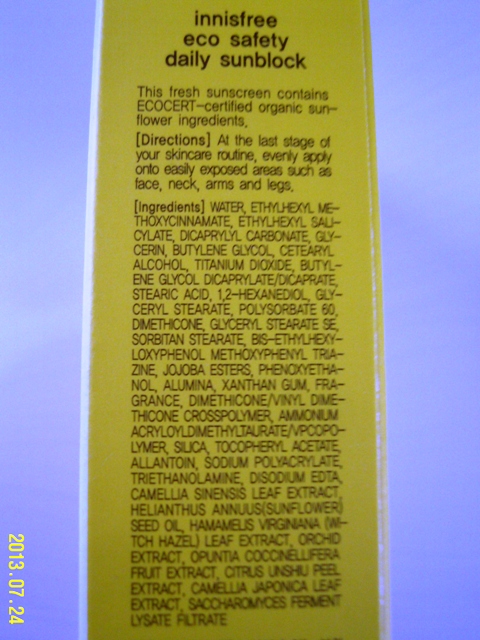 innisfree
eco safety
daily sunblock
This fresh sunscreen contains
ECOCERT-certified organic sun-
flower ingredients.
[Directions] At the last stage of
your skincare routine, evenly apply
onto easily exposed areas such as
face, neck, arms and legs.
[Ingredients] WATER, ETHYLHEXYL ME-
THOXYCINNAMATE, ETHYLHEXYL SALI-
CYLATE, DICAPRYLYL CARBONATE, GLY-
CERIN, BUTYLENE GLYCOL, CETEARYL
ALCOHOL, TITANIUM DIOXIDE, BUTYL-
ENE GLYCOL DICAPRYLATE/DICAPRATE,
STEARIC ACID, 1,2-HEXANEDIOL, GLY-
CERYL STEARATE, POLYSORBATE 60,
DIMETHICONE, GLYCERYL STEARATE SE,
SORBITAN STEARATE, BIS-ETHYLHEXY-
LOXYPHENOL METHOXYPHENYL TRIA-
ZINE, JOJOBA ESTERS, PHENOXYETHA-
NOL, ALUMINA, XANTHAN GUM, FRA-
GRANCE, DIMETHICONE/VINYL DIME-
THICONE CROSSPOLYMER, AMMONIUM
ACRYLOYLDIMETHYLTAURATE/VPCOPO-
LYMER, SILICA, TOCOPHERYL ACETATE,
ALLANTOIN, SODIUM POLYACRYLATE,
TRIETHANOLAMINE, DISODIUM EDTA,
CAMELLIA SINENSIS LEAF EXTRACT,
HELIANTHUS ANNUUS(SUNFLOWER)
SEED OIL, HAMAMELIS VIRGINIANA (WI-
TCH HAZEL) LEAF EXTRACT, ORCHID
EXTRACT, OPUNTIA COCCINELLIFERA
FRUIT EXTRACT, CITRUS UNSHIU PEEL
EXTRACT, CAMELLIA JAPONICA LEAF
EXTRACT, SACCHAROMYCES FERMENT
LYSATE FILTRATE
2013.07.24